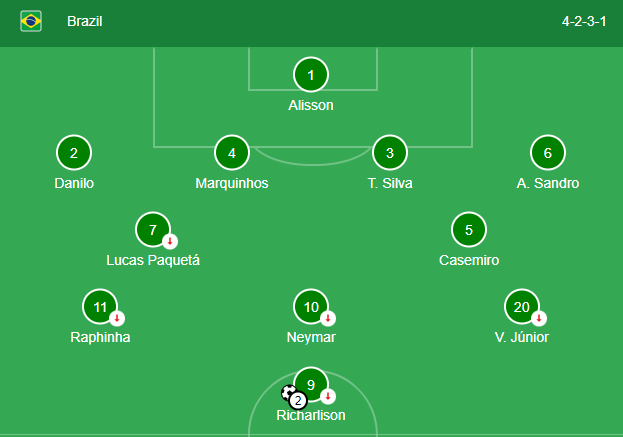 Brazil 4-2-3-1
1
Alisson
2 4 3 6
Danilo Marquinhos T. Silva A. Sandro
7 5
Lucas Paquetá Casemiro
11 10 20
Raphinha Neymar V. Júnior
9
2
Richarlison